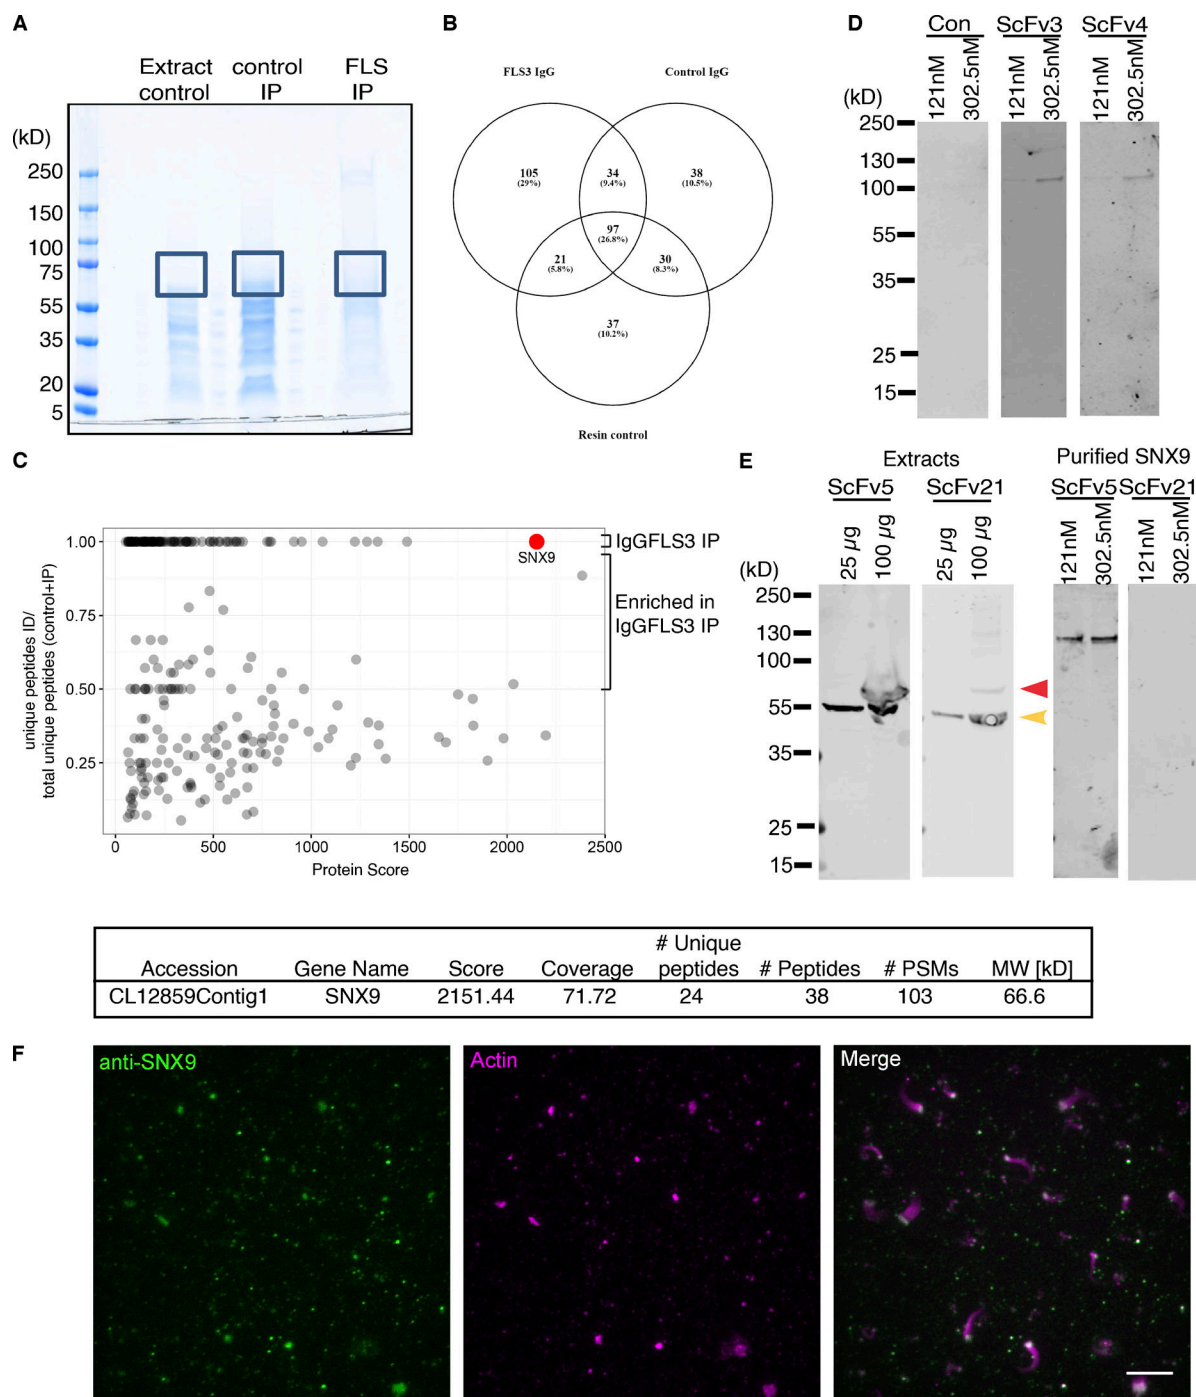 A
Extract control
control IP
FLS IP
(kD)
250
150
100
75
55
35
20
5
B
FLS3 IgG
Control IgG
105
(29%)
34
(9.4%)
38
(10.5%)
97
(26.8%)
21
(5.8%)
30
(8.3%)
37
(10.2%)
Resin control
C
unique peptides ID/
total unique peptides (control+IP)
1.00
0.75
0.50
0.25
0
500
1000
1500
2000
2500
Protein Score
SNX9
IgGFLS3 IP
Enriched in
IgGFLS3 IP
D
Con
ScFv3
ScFv4
121nM
302.5nM
121nM
302.5nM
121nM
302.5nM
(kD)
250
130
100
55
35
25
15
E
Extracts
Purified SNX9
ScFv5
ScFv21
ScFv5
ScFv21
25 µg
100 µg
25 µg
100 µg
121nM
302.5nM
121nM
302.5nM
(kD)
250
130
100
55
35
25
15
Accession Gene Name Score Coverage # Unique peptides # Peptides # PSMs MW [kD]
CL12859Contig1 SNX9 2151.44 71.72 24 38 103 66.6
F
anti-SNX9
Actin
Merge